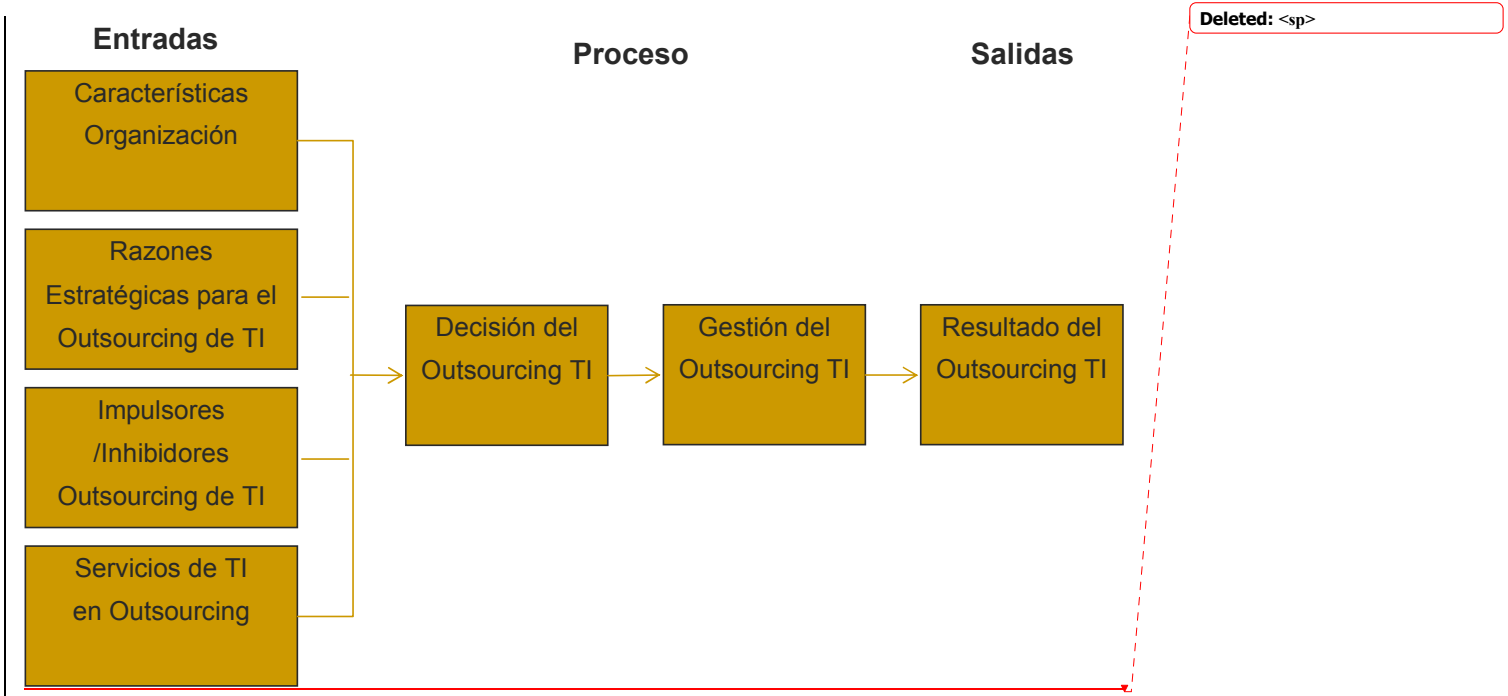 Deleted: <sp>
Entradas
Proceso
Salidas
Características
Organización
Razones
Estratégicas para el
Outsourcing de TI
Impulsores
/Inhibidores
Outsourcing de TI
Servicios de TI
en Outsourcing
Decisión del
Outsourcing TI
Gestión del
Outsourcing TI
Resultado del
Outsourcing TI